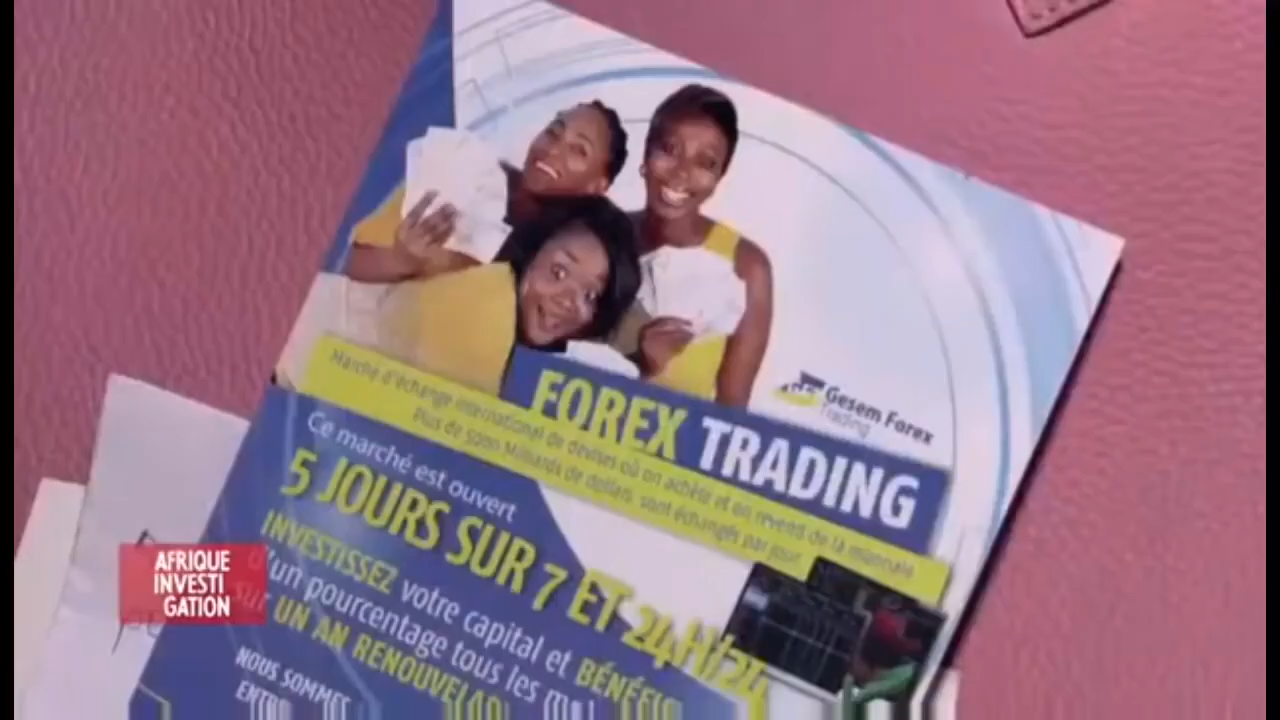 Gesem Forex
Trading
FOREX TRADING
Marché d'échange international de devises où on achète et on revend de la monnaie
Plus de 5000 Milliards de dollars sont échangés par jour
Ce marché est ouvert
5 JOURS SUR 7 ET 24H/24
INVESTISSEZ votre capital et
d'un pourcentage tous les
sur UN AN
NOUS SOMMES
AFRIQUE
INVESTI
GATION